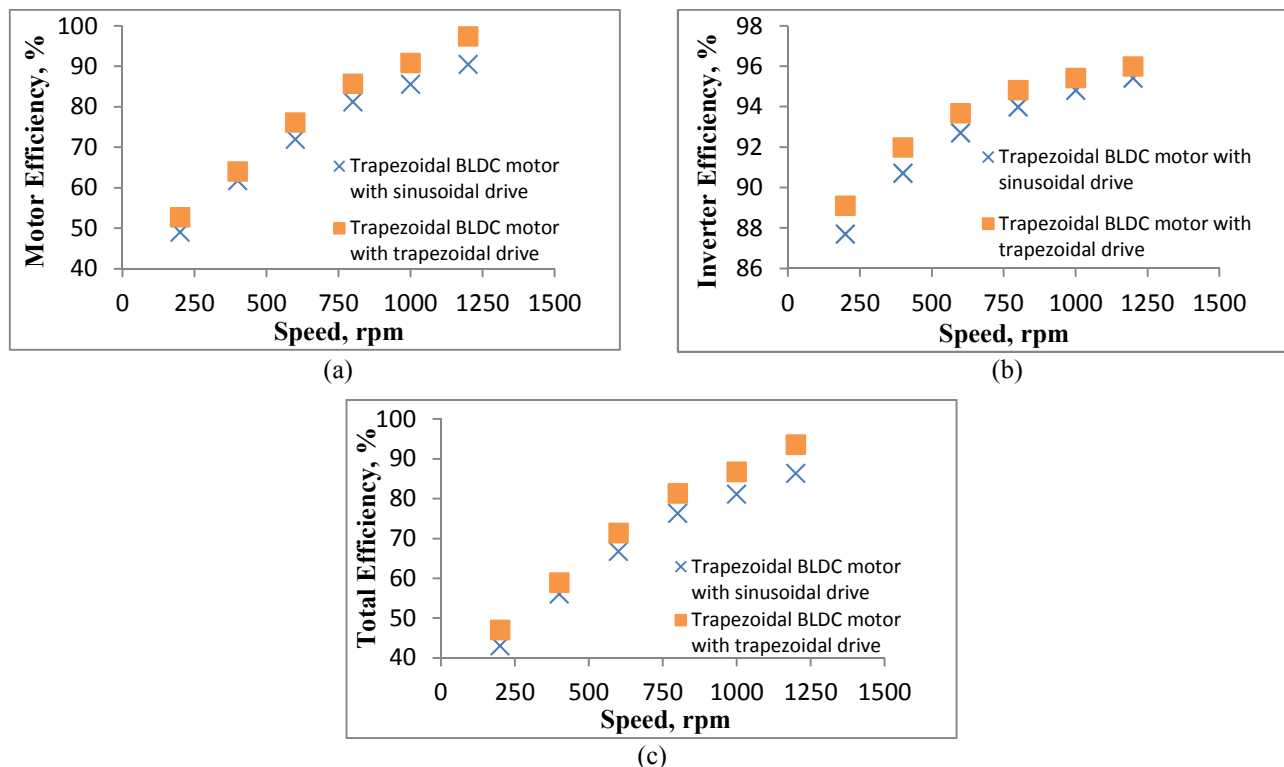 Motor Efficiency, %
100
90
80
70
60
50
40
0 250 500 750 1000 1250 1500
Speed, rpm
Trapezoidal BLDC motor
with sinusoidal drive
Trapezoidal BLDC motor
with trapezoidal drive
(a)
Inverter Efficiency, %
98
96
94
92
90
88
86
0 250 500 750 1000 1250 1500
Speed, rpm
Trapezoidal BLDC motor with
sinusoidal drive
Trapezoidal BLDC motor with
trapezoidal drive
(b)
Total Efficiency, %
100
90
80
70
60
50
40
0 250 500 750 1000 1250 1500
Speed, rpm
Trapezoidal BLDC motor
with sinusoidal drive
Trapezoidal BLDC motor
with trapezoidal drive
(c)